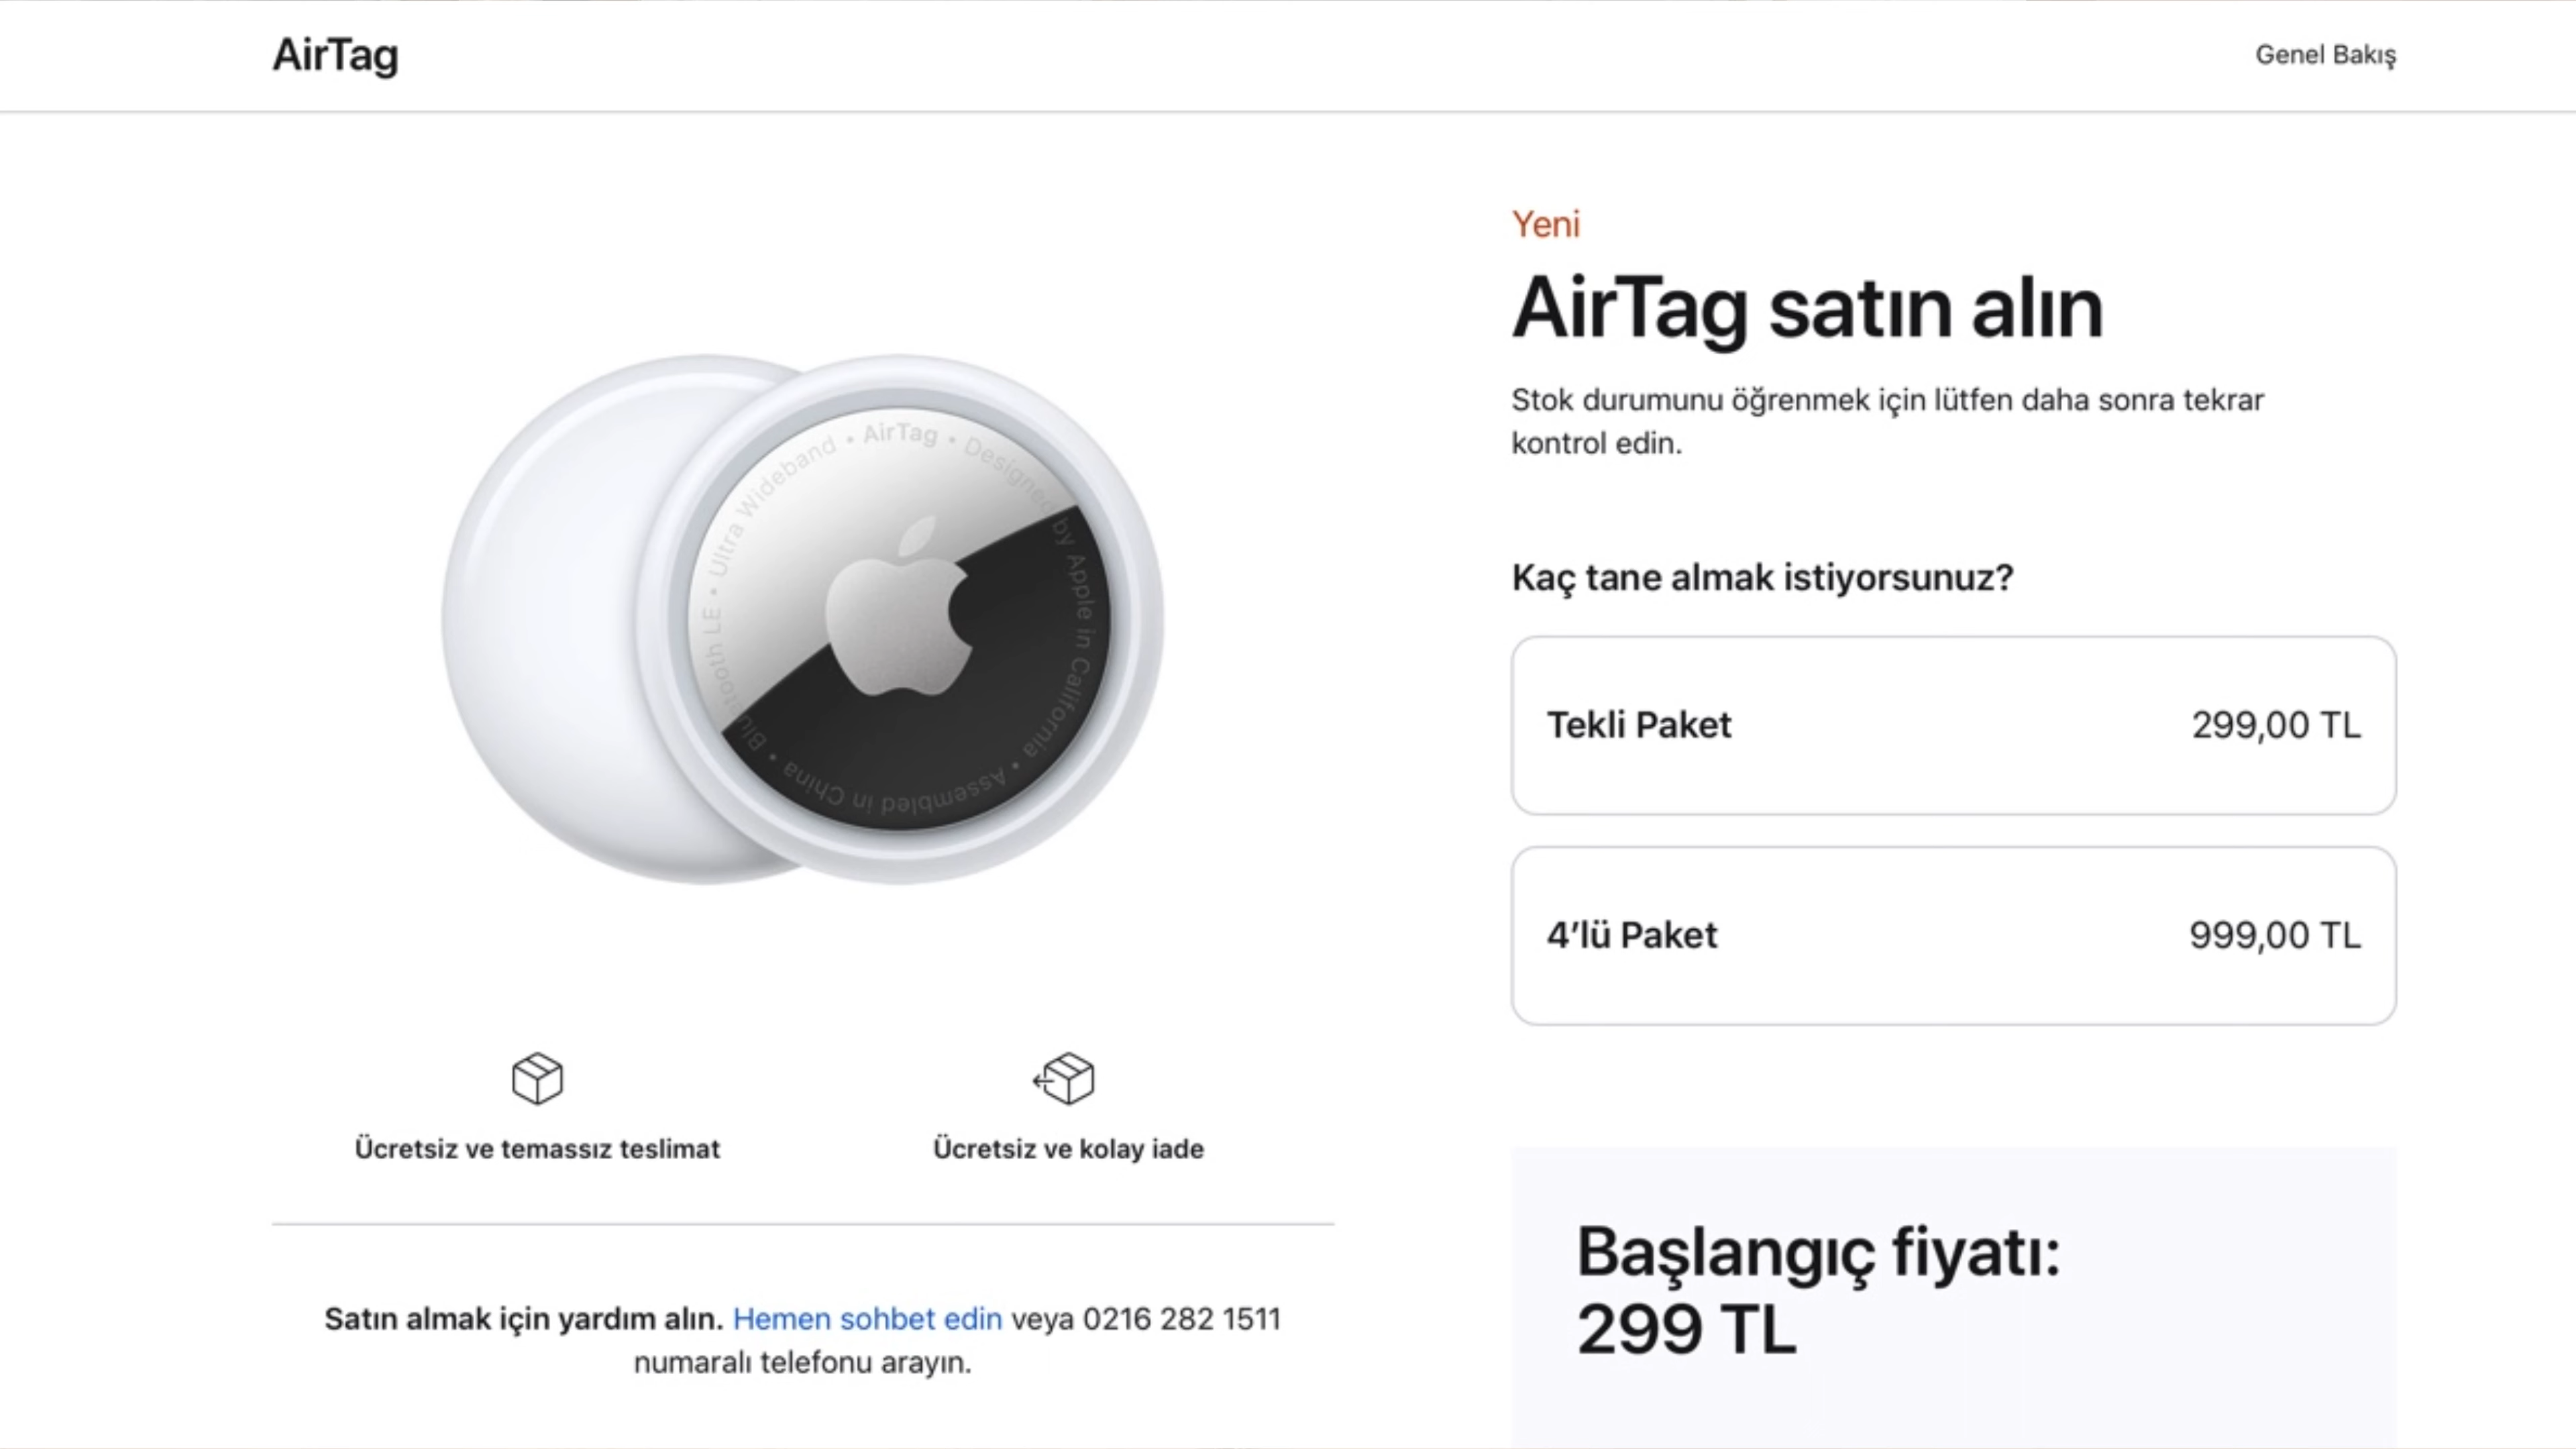 AirTag
Genel Bakış
Yeni
AirTag satın alın
Stok durumunu öğrenmek için lütfen daha sonra tekrar
kontrol edin.
Kaç tane almak istiyorsunuz?
Tekli Paket 299,00 TL
4’lü Paket 999,00 TL
Başlangıç fiyatı:
299 TL
• AirTag • Designed by Apple in California • Assembled in China • Bluetooth LE • Ultra Wideband
Ücretsiz ve temassız teslimat
Ücretsiz ve kolay iade
Satın almak için yardım alın. Hemen sohbet edin veya 0216 282 1511
numaralı telefonu arayın.